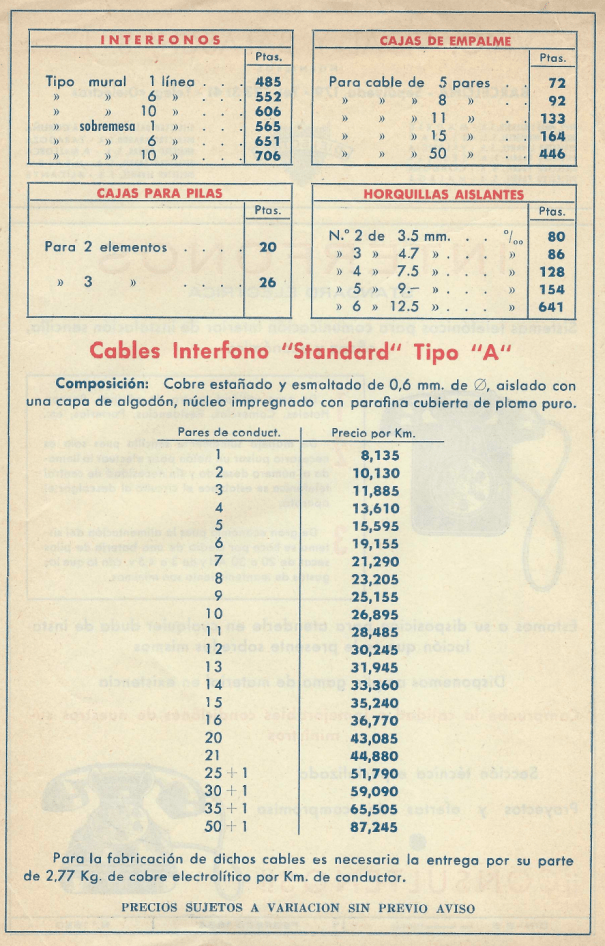 INTERFONOS
Ptas.
Tipo mural 1 línea . . 485
» » 6 » . . . 552
» » 10 » . . . 606
» sobremesa » . . . 565
» » 6 » . . . 651
» » 10 » . . . 706
CAJAS DE EMPALME
Ptas.
Para cable de 5 pares . . 72
» » » 8 » . . 92
» » » 11 » . . 133
» » » 15 » . . 164
» » » 50 » . . 446
CAJAS PARA PILAS
Ptas.
Para 2 elementos 20
» 3 » 26
HORQUILLAS AISLANTES
Ptas.
N.º 2 de 3.5 mm. . . º/ₒₒ 80
» 3 » 4.7 » . . . » 86
» 4 » 7.5 » . . . » 128
» 5 » 9.- » . . . » 154
» 6 » 12.5 » . . . » 641
Cables Interfono "Standard" Tipo "A"
Composición: Cobre estañado y esmaltado de 0,6 mm. de Ø, aislado con
una capa de algodón, núcleo impregnado con parafina cubierta de plomo puro.
Pares de conduct. Precio por Km.
1 8,135
2 10,130
3 11,885
4 13,610
5 15,595
6 19,155
7 21,290
8 23,205
9 25,155
10 26,895
11 28,485
12 30,245
13 31,945
14 33,360
15 35,240
16 36,770
20 43,085
21 44,880
25 + 1 51,790
30 + 1 59,090
35 + 1 65,505
50 + 1 87,245
Para la fabricación de dichos cables es necesaria la entrega por su parte
de 2,77 Kg. de cobre electrolítico por Km. de conductor.
PRECIOS SUJETOS A VARIACION SIN PREVIO AVISO